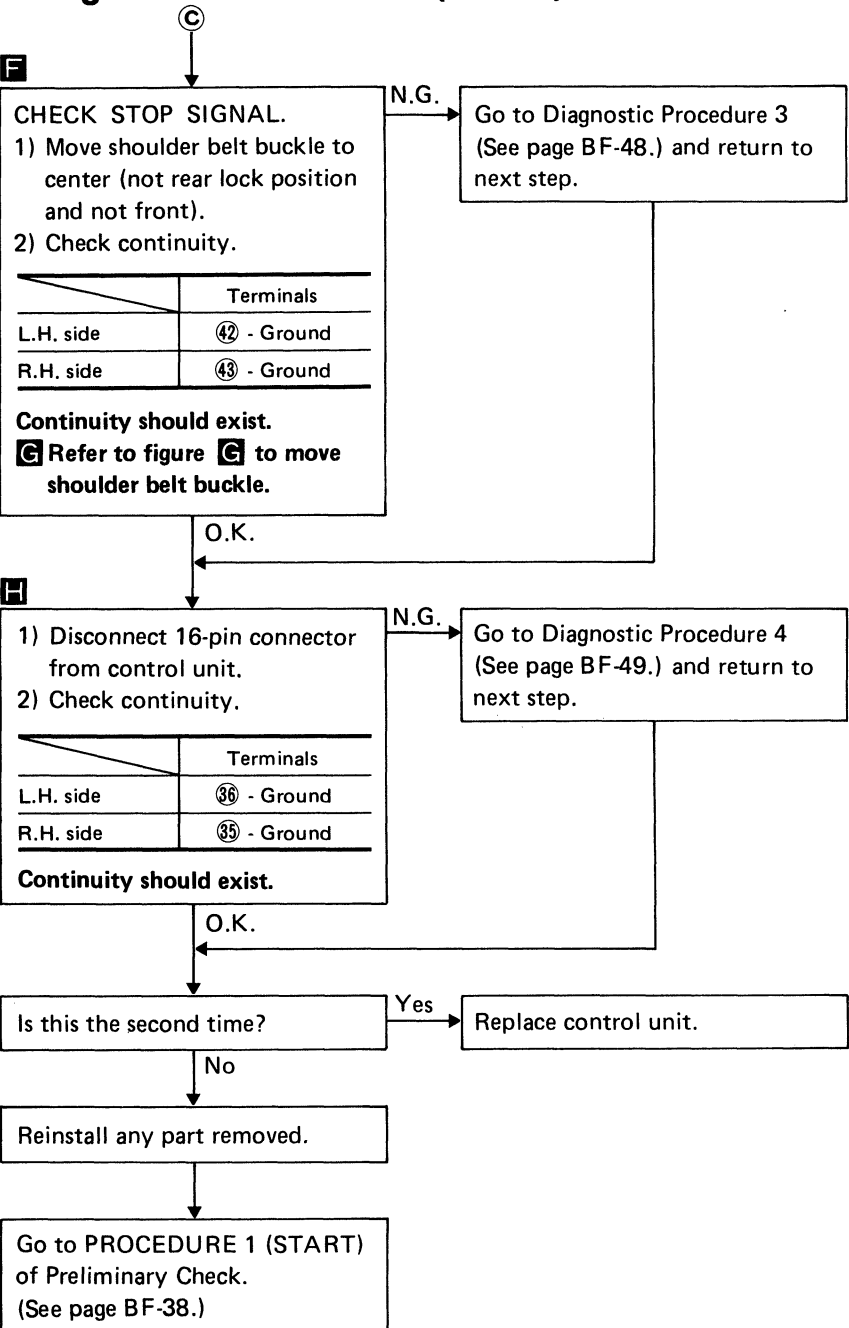 C
F
CHECK STOP SIGNAL.
1) Move shoulder belt buckle to
center (not rear lock position
and not front).
2) Check continuity.
Terminals
L.H. side 42 - Ground
R.H. side 43 - Ground
Continuity should exist.
G Refer to figure G to move
shoulder belt buckle.
N.G.
Go to Diagnostic Procedure 3
(See page BF-48.) and return to
next step.
O.K.
H
1) Disconnect 16-pin connector
from control unit.
2) Check continuity.
Terminals
L.H. side 36 - Ground
R.H. side 35 - Ground
Continuity should exist.
N.G.
Go to Diagnostic Procedure 4
(See page BF-49.) and return to
next step.
O.K.
Is this the second time?
Yes
Replace control unit.
No
Reinstall any part removed.
Go to PROCEDURE 1 (START)
of Preliminary Check.
(See page BF-38.)